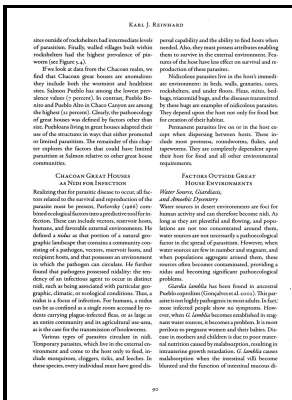 KARL J. REINHARD
sites outside of rockshelters had intermediate levels
of parasitism. Finally, walled villages built within
rockshelters had the highest prevalence of pin-
worm (see Figure 5.4).
If we look at data from the Chacoan realm, we
find that Chacoan great houses are anomalous:
they include both the wormiest and healthiest
sites. Salmon Pueblo has among the lowest prev-
alence values (7 percent). In contrast, Pueblo Bo-
nito and Pueblo Alto in Chaco Canyon are among
the highest (21 percent). Clearly, the pathoecology
of great houses was defined by factors other than
size. Puebloans living in great houses adapted their
use of the structures in ways that either promoted
or limited parasitism. The remainder of this chap-
ter explores the factors that could have limited
parasitism at Salmon relative to other great house
communities.
CHACOAN GREAT HOUSES
AS NIDI FOR INFECTION
Realizing that for parasitic disease to occur, all fac-
tors related to the survival and reproduction of the
parasite must be present, Pavlovsky (1966) com-
bined ecological factors into a predictive tool for in-
fection. These can include vectors, reservoir hosts,
humans, and favorable external environments. He
defined a nidus as that portion of a natural geo-
graphic landscape that contains a community con-
sisting of a pathogen, vectors, reservoir hosts, and
recipient hosts, and that possesses an environment
in which the pathogen can circulate. He further
found that pathogens possessed nidality: the ten-
dency of an infectious agent to occur in distinct
nidi, such as being associated with particular geo-
graphic, climatic, or ecological conditions. Thus, a
nidus is a focus of infection. For humans, a nidus
can be as confined as a single room accessed by ro-
dents carrying plague-infected fleas, or as large as
an entire community and its agricultural use-area,
as is the case for the transmission of hookworms.
Various types of parasites circulate in nidi.
Temporary parasites, which live in the external en-
vironment and come to the host only to feed, in-
clude mosquitoes, chiggers, ticks, and leeches. In
these species, every individual must have good dis-
persal capability and the ability to find hosts when
needed. Also, they must possess attributes enabling
them to survive in the external environment. Fea-
tures of the host have less effect on survival and re-
production of these parasites.
Nidicolous parasites live in the host's immedi-
ate environment: in beds, walls, granaries, caves,
rockshelters, and under floors. Fleas, mites, bed-
bugs, triatomid bugs, and the diseases transmitted
by these bugs are examples of nidicolous parasites.
They depend upon the host not only for food but
for creation of their habitat.
Permanent parasites live on or in the host ex-
cept when dispersing between hosts. These in-
clude most protozoa, roundworms, flukes, and
tapeworms. They are completely dependent upon
their host for food and all other environmental
requirements.
FACTORS OUTSIDE GREAT
HOUSE ENVIRONMENTS
Water Source, Giardiasis,
and Amoebic Dysentery
Water sources in desert environments are foci for
human activity and can therefore become nidi. As
long as they are plentiful and flowing, and popu-
lations are not too concentrated around them,
water sources are not necessarily a pathoecological
factor in the spread of parasitism. However, when
water sources are few in number and stagnant, and
when populations aggregate around them, these
sources often become contaminated, providing a
nidus and becoming significant pathoecological
problems.
Giardia lamblia has been found in ancestral
Pueblo coprolites (Gonçalves et al. 2002). This par-
asite is not highly pathogenic in most adults. In fact,
most infected people show no symptoms. How-
ever, when G. lamblia becomes established in stag-
nant water sources, it becomes a problem. It is most
perilous to pregnant women and their babies. Dis-
ease in mothers and children is due to poor mater-
nal nutrition caused by malabsorption, resulting in
intrauterine growth retardation. G. lamblia causes
malabsorption when the intestinal villi become
blunted and the function of intestinal mucus di-
90